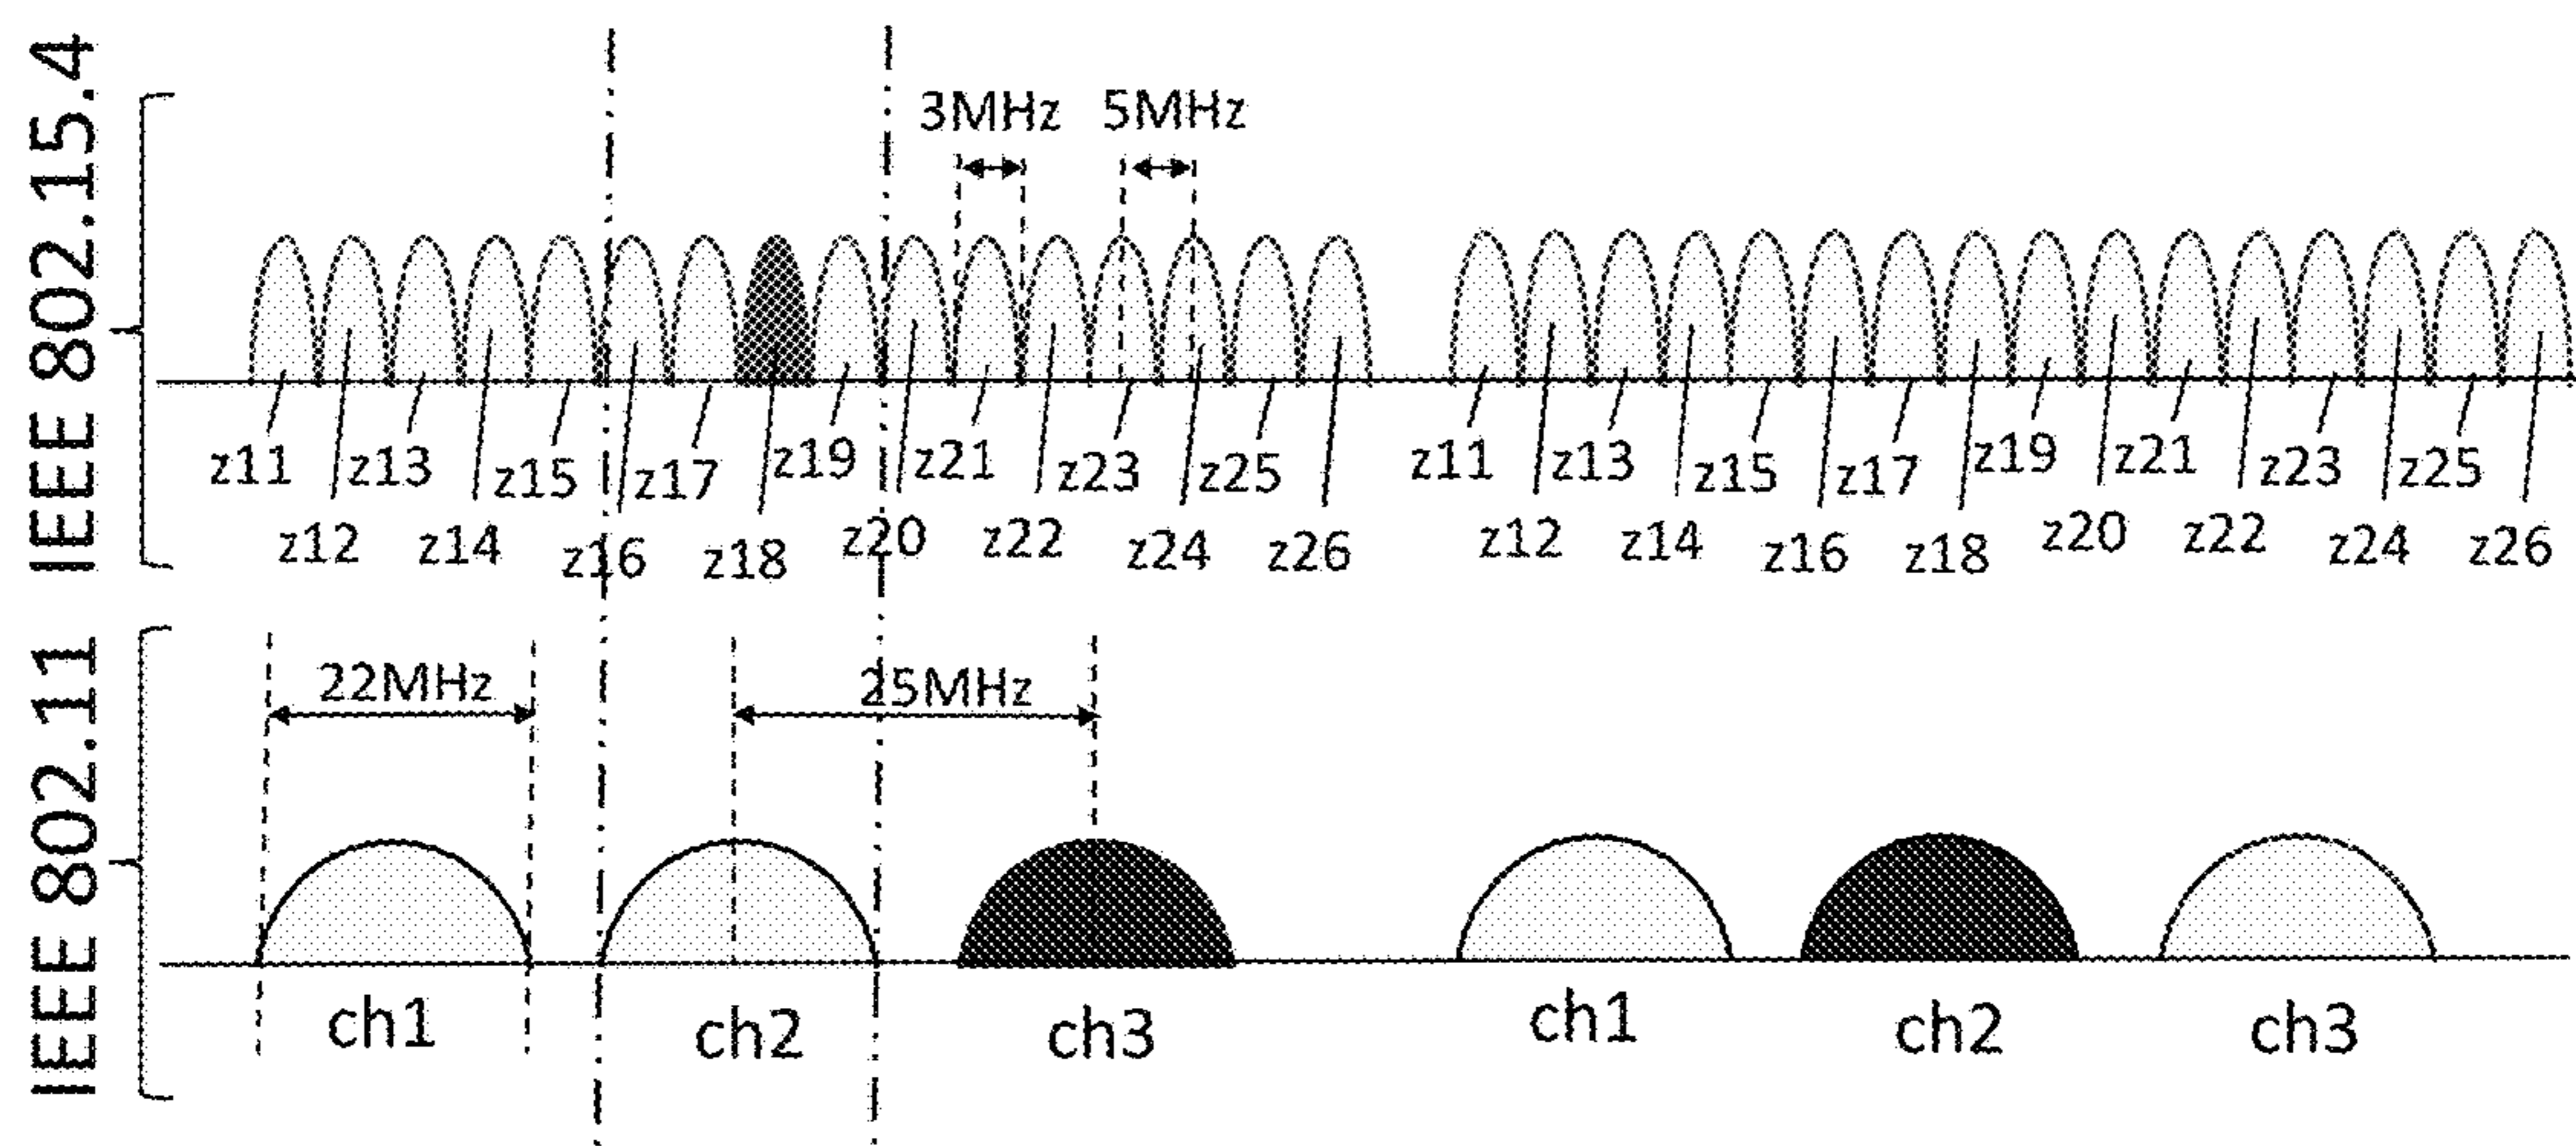 IEEE 802.15.4
3MHz 5MHz
z11 z13 z15 z17 z19 z21 z23 z25 z11 z13 z15 z17 z19 z21 z23 z25
z12 z14 z16 z18 z20 z22 z24 z26 z12 z14 z16 z18 z20 z22 z24 z26
IEEE 802.11
22MHz 25MHz
ch1 ch2 ch3 ch1 ch2 ch3